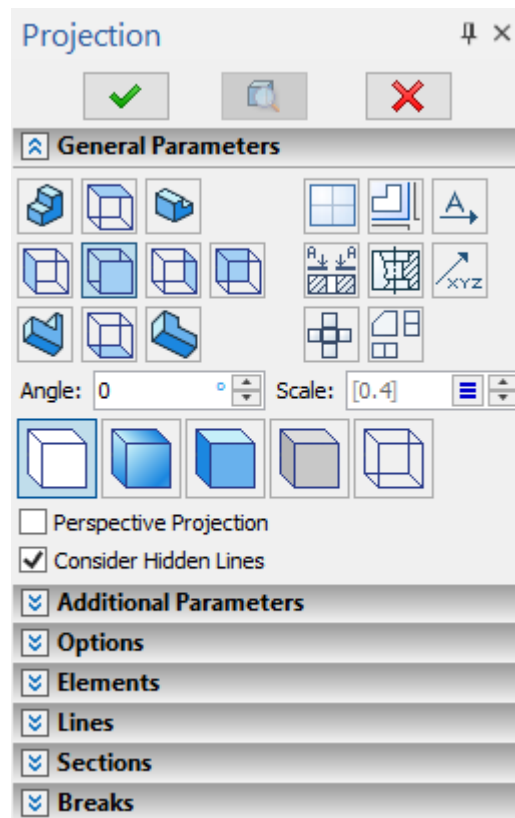 Projection
General Parameters
A
A A
XYZ
Angle: 0 ° Scale: [0.4]
Perspective Projection
Consider Hidden Lines
Additional Parameters
Options
Elements
Lines
Sections
Breaks